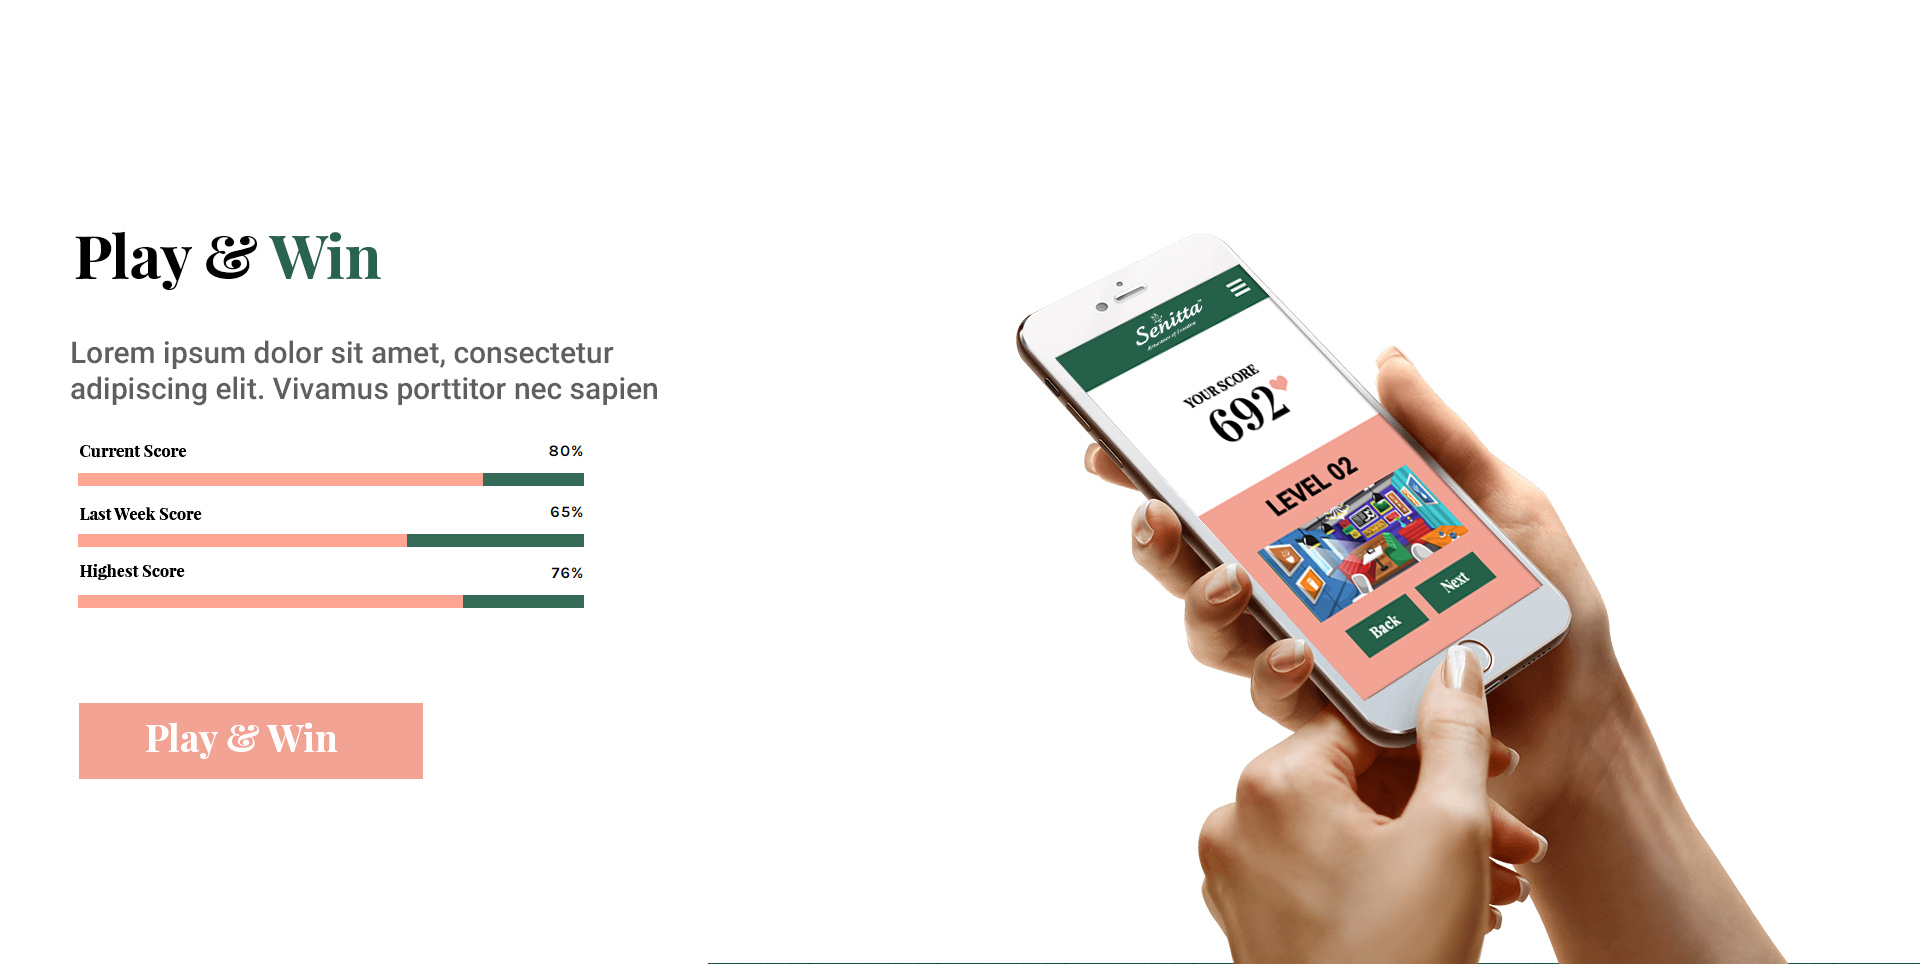 Play & Win
Lorem ipsum dolor sit amet, consectetur
adipiscing elit. Vivamus porttitor nec sapien
Current Score 80%
Last Week Score 65%
Highest Score 76%
Play & Win
Senitta
YOUR SCORE
692
LEVEL 02
Back Next